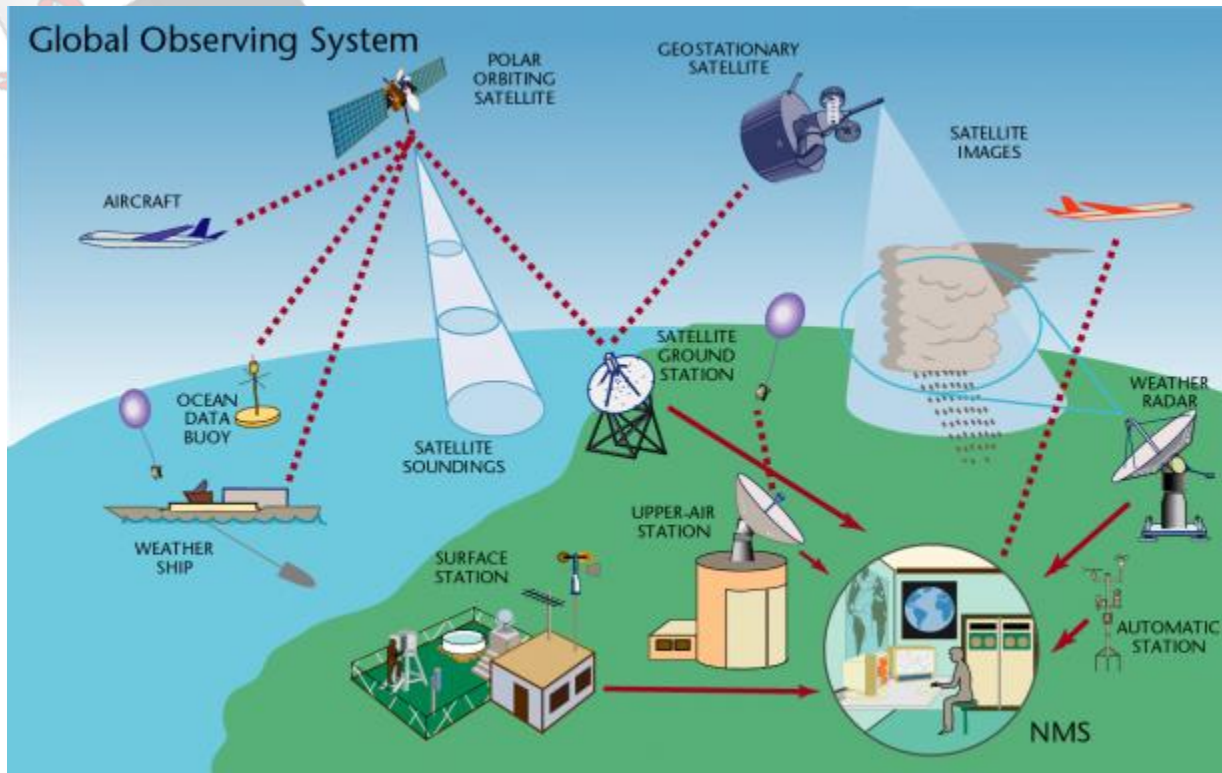 Global Observing System
POLAR
ORBITING
SATELLITE
GEOSTATIONARY
SATELLITE
SATELLITE
IMAGES
AIRCRAFT
OCEAN
DATA
BUOY
SATELLITE
SOUNDINGS
SATELLITE
GROUND
STATION
WEATHER
RADAR
WEATHER
SHIP
UPPER-AIR
STATION
SURFACE
STATION
AUTOMATIC
STATION
NMS